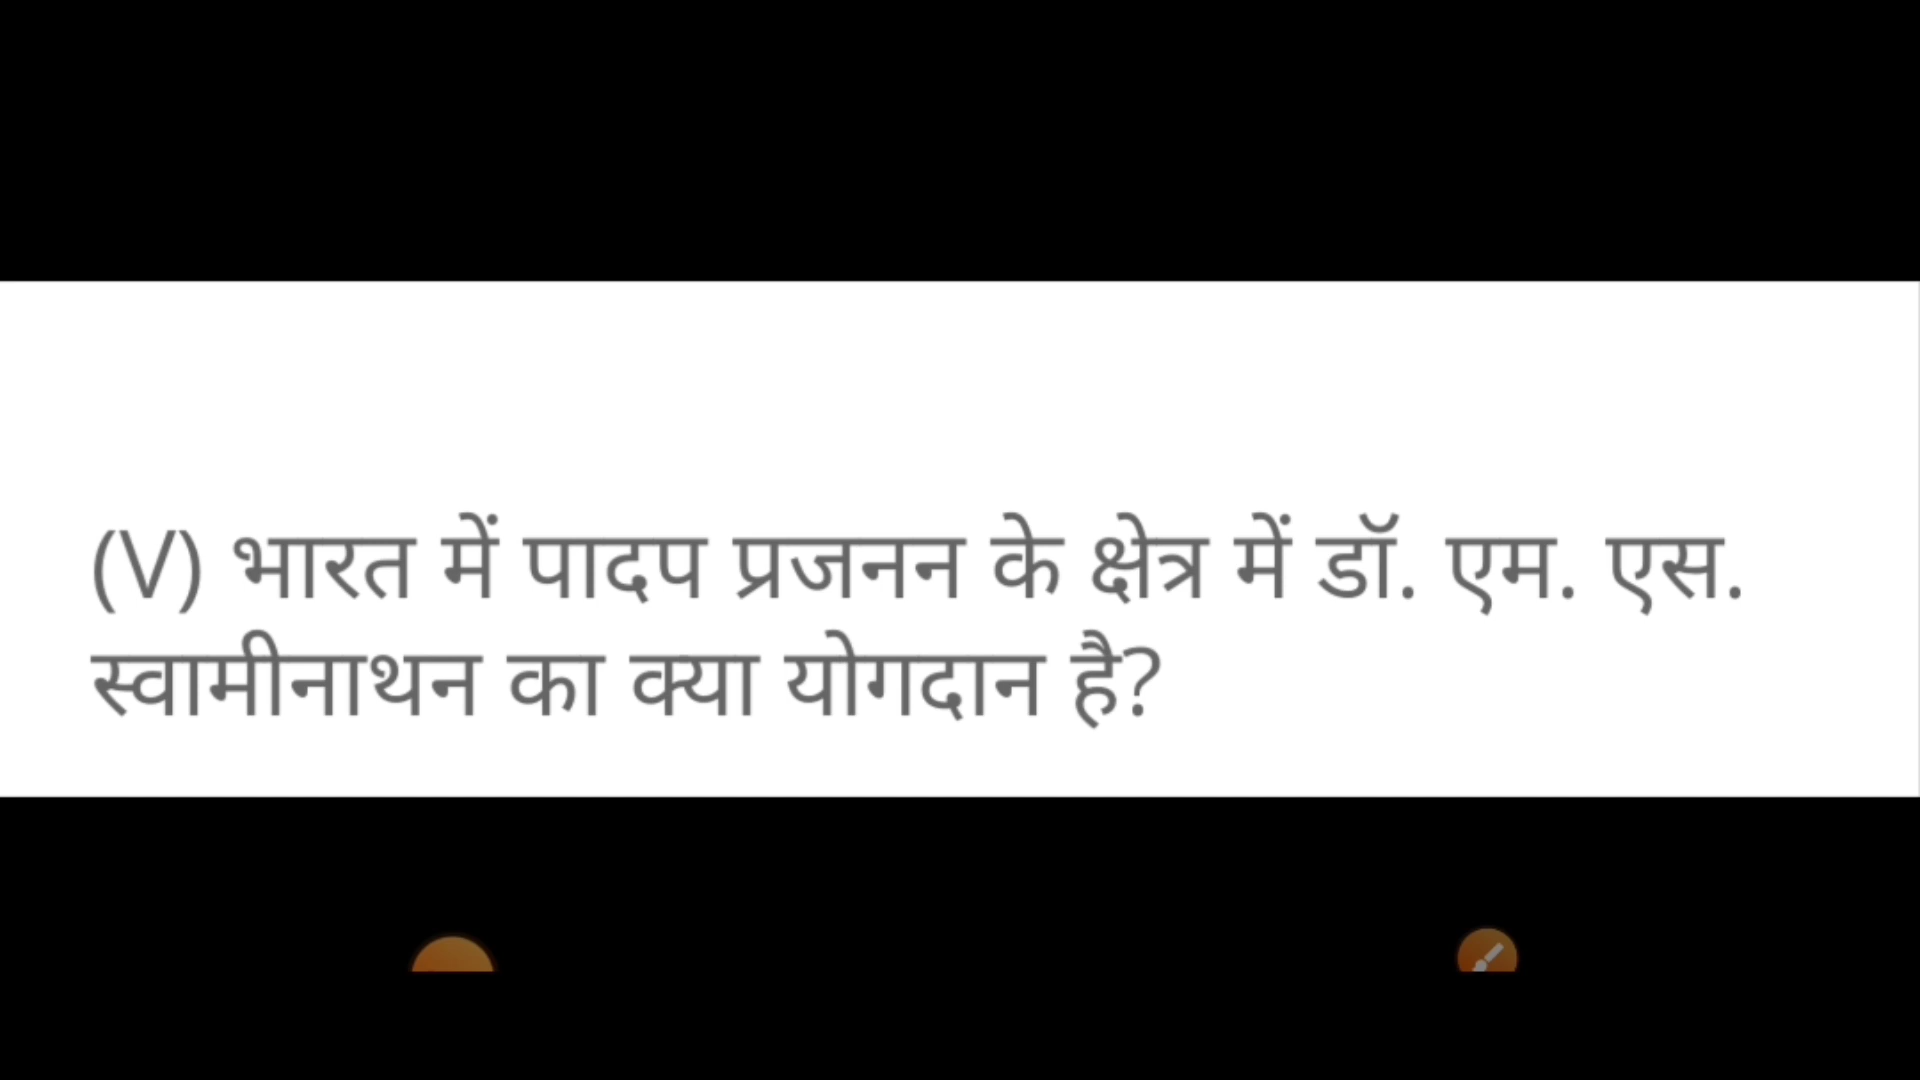 (V) भारत में पादप प्रजनन के क्षेत्र में डॉ. एम. एस.
स्वामीनाथन का क्या योगदान है?